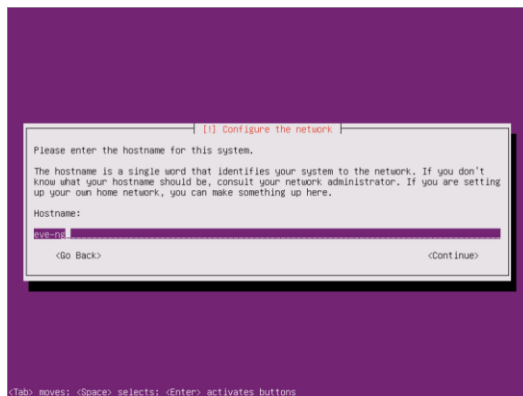 [!] Configure the network
Please enter the hostname for this system.
The hostname is a single word that identifies your system to the network. If you don't
know what your hostname should be, consult your network administrator. If you are setting
up your own home network, you can make something up here.
Hostname:
eve-ng
<Go Back> <Continue>
<Tab> moves; <Space> selects; <Enter> activates buttons